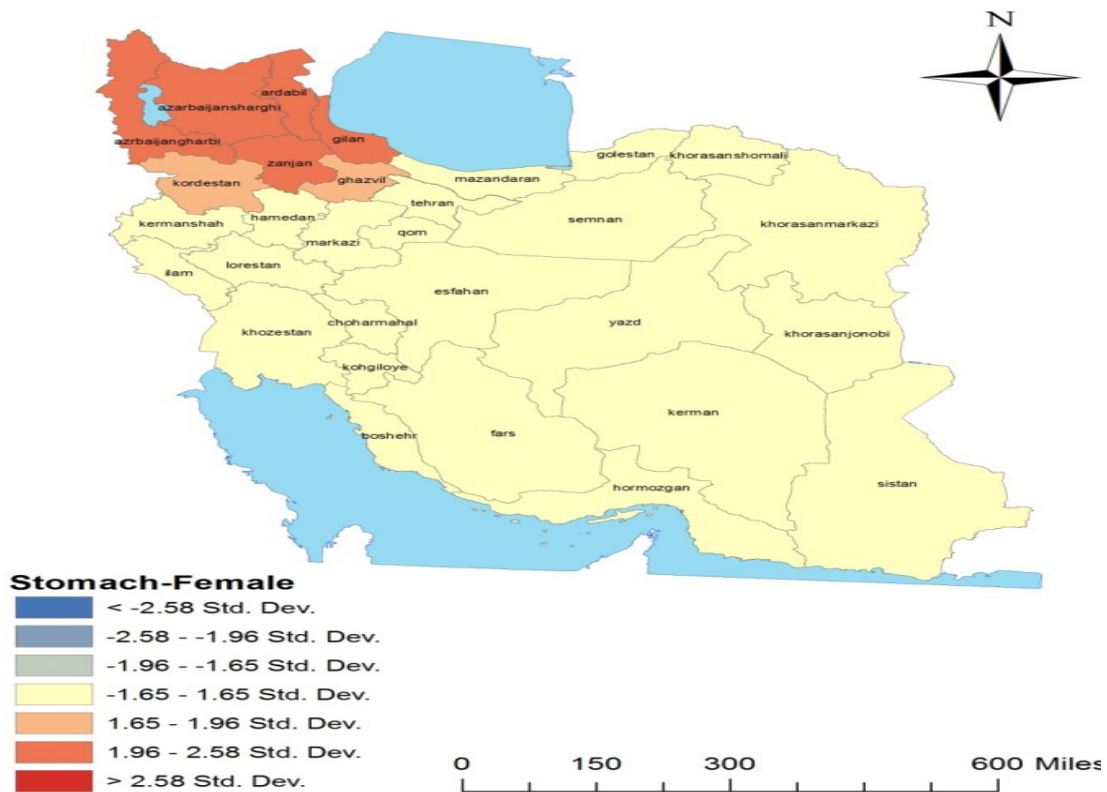 N
ardabil
azarbaijansharghi
azrbaijangharbi
gilan
zanjan
kordestan
ghazvil
golestan
khorasanshomali
mazandaran
tehran
semnan
khorasanmarkazi
kermanshah
hamedan
markazi
qom
ilam
lorestan
esfahan
khozestan
choharmahal
yazd
khorasanjonobi
kohgiloye
kerman
boshehr
fars
sistan
hormozgan
Stomach-Female
< -2.58 Std. Dev.
-2.58 - -1.96 Std. Dev.
-1.96 - -1.65 Std. Dev.
-1.65 - 1.65 Std. Dev.
1.65 - 1.96 Std. Dev.
1.96 - 2.58 Std. Dev.
> 2.58 Std. Dev.
0 150 300 600 Miles